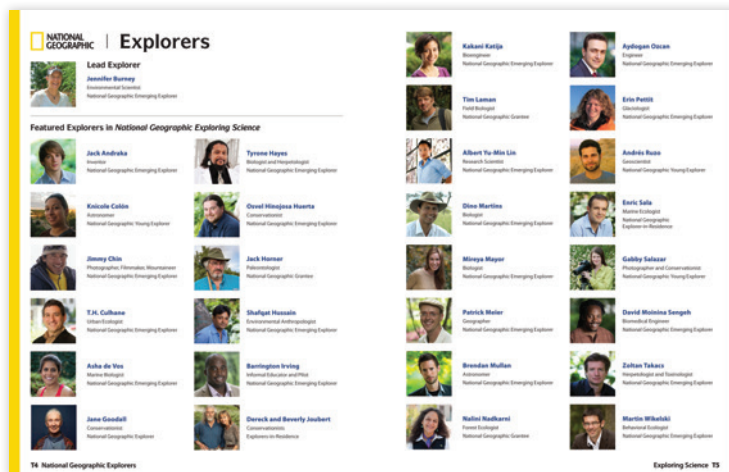 NATIONAL
GEOGRAPHIC
Explorers
Lead Explorer
Jennifer Burney
Environmental Scientist
National Geographic Emerging Explorer
Featured Explorers in National Geographic Exploring Science
Jack Andraka
Inventor
National Geographic Emerging Explorer
Knicole Colón
Astronomer
National Geographic Young Explorer
Jimmy Chin
Photographer, Filmmaker, Mountaineer
National Geographic Emerging Explorer
T.H. Culhane
Urban Ecologist
National Geographic Emerging Explorer
Asha de Vos
Marine Biologist
National Geographic Emerging Explorer
Jane Goodall
Conservationist
National Geographic Explorer
Tyrone Hayes
Biologist and Herpetologist
National Geographic Emerging Explorer
Osvel Hinojosa Huerta
Conservationist
National Geographic Emerging Explorer
Jack Horner
Paleontologist
National Geographic Grantee
Shafqat Hussain
Environmental Anthropologist
National Geographic Emerging Explorer
Barrington Irving
Informal Educator and Pilot
National Geographic Emerging Explorer
Dereck and Beverly Joubert
Conservationists
Explorers-in-Residence
T4 National Geographic Explorers
Kakani Katija
Bioengineer
National Geographic Emerging Explorer
Tim Laman
Field Biologist
National Geographic Grantee
Albert Yu-Min Lin
Research Scientist
National Geographic Emerging Explorer
Dino Martins
Biologist
National Geographic Emerging Explorer
Mireya Mayor
Biologist
National Geographic Emerging Explorer
Patrick Meier
Geographer
National Geographic Emerging Explorer
Brendan Mullan
Astronomer
National Geographic Emerging Explorer
Nalini Nadkarni
Forest Ecologist
National Geographic Grantee
Aydogan Ozcan
Engineer
National Geographic Emerging Explorer
Erin Pettit
Glaciologist
National Geographic Emerging Explorer
Andrés Ruzo
Geoscientist
National Geographic Young Explorer
Enric Sala
Marine Ecologist
National Geographic
Explorer-in-Residence
Gabby Salazar
Photographer and Conservationist
National Geographic Young Explorer
David Moinina Sengeh
Biomedical Engineer
National Geographic Emerging Explorer
Zoltan Takacs
Herpetologist and Toxinologist
National Geographic Emerging Explorer
Martin Wikelski
Behavioral Ecologist
National Geographic Emerging Explorer
Exploring Science T5